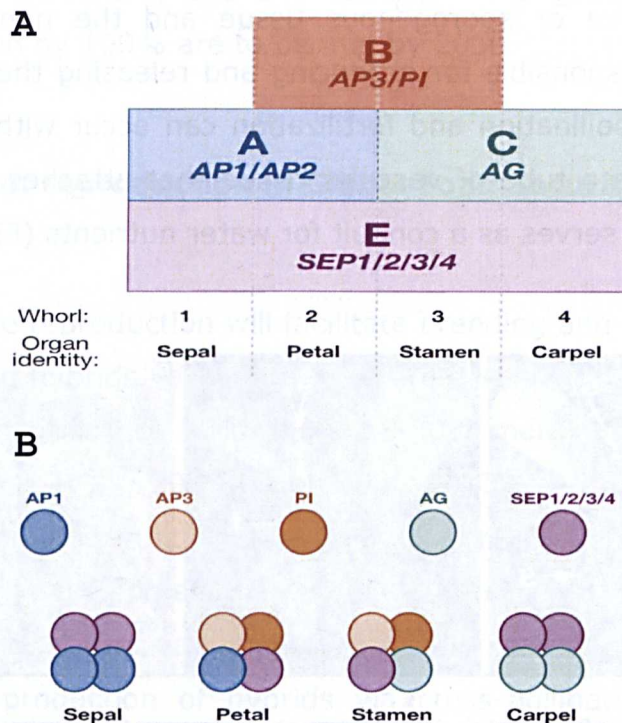 A
B
AP3/PI
A C
AP1/AP2 AG
E
SEP1/2/3/4
Whorl: 1 2 3 4
Organ
identity: Sepal Petal Stamen Carpel
B
AP1 AP3 PI AG SEP1/2/3/4
Sepal Petal Stamen Carpel